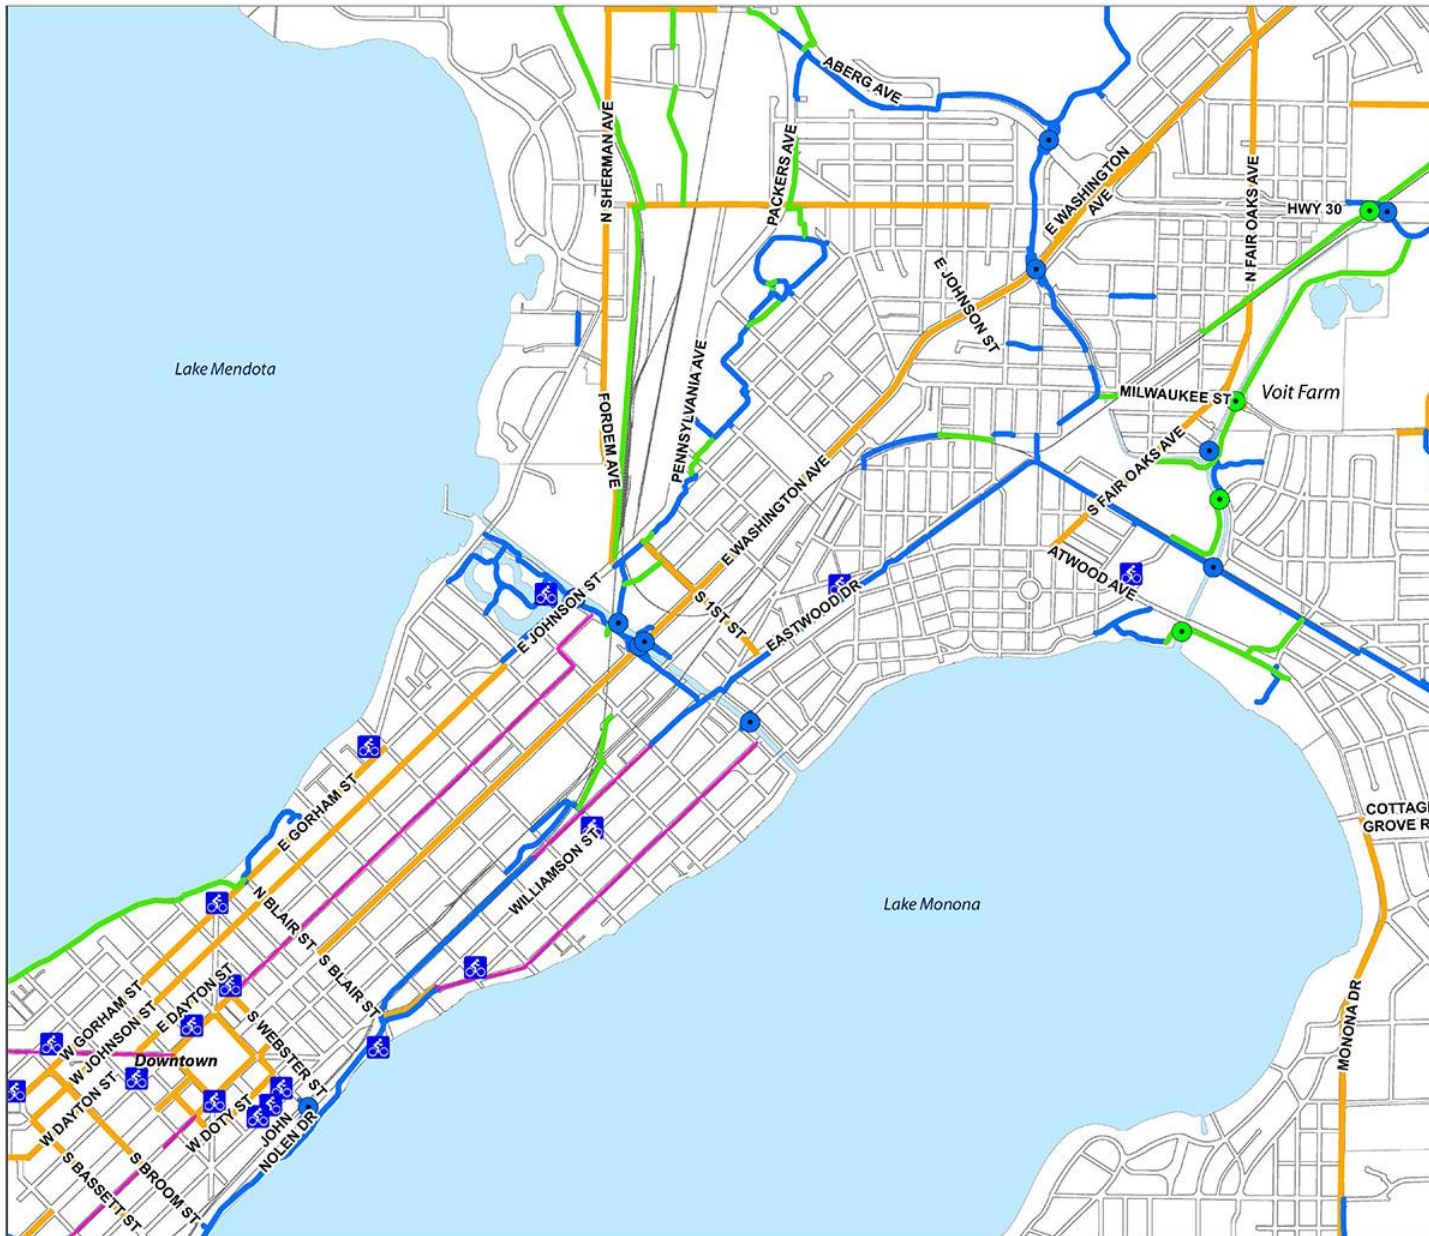 ABERG AVE
N SHERMAN AVE
PACKERS AVE
E WASHINGTON
AVE
N FAIR OAKS AVE
HWY 30
E JOHNSON ST
Lake Mendota
PENNSYLVANIA AVE
FORDEM AVE
MILWAUKEE ST
Voit Farm
S FAIR OAKS AVE
E WASHINGTON AVE
ATWOOD AVE
E JOHNSON ST
S 1ST ST
EASTWOOD DR
E GORHAM ST
WILLIAMSON ST
COTTAG
GROVE R
Lake Monona
N BLAIR ST
S BLAIR ST
E DAYTON ST
W GORHAM ST
W JOHNSON ST
S WEBSTER ST
MONONA DR
Downtown
W DAYTON ST
W DOTY ST
JOHN
NOLEN DR
S BROOM ST
S BASSETT ST